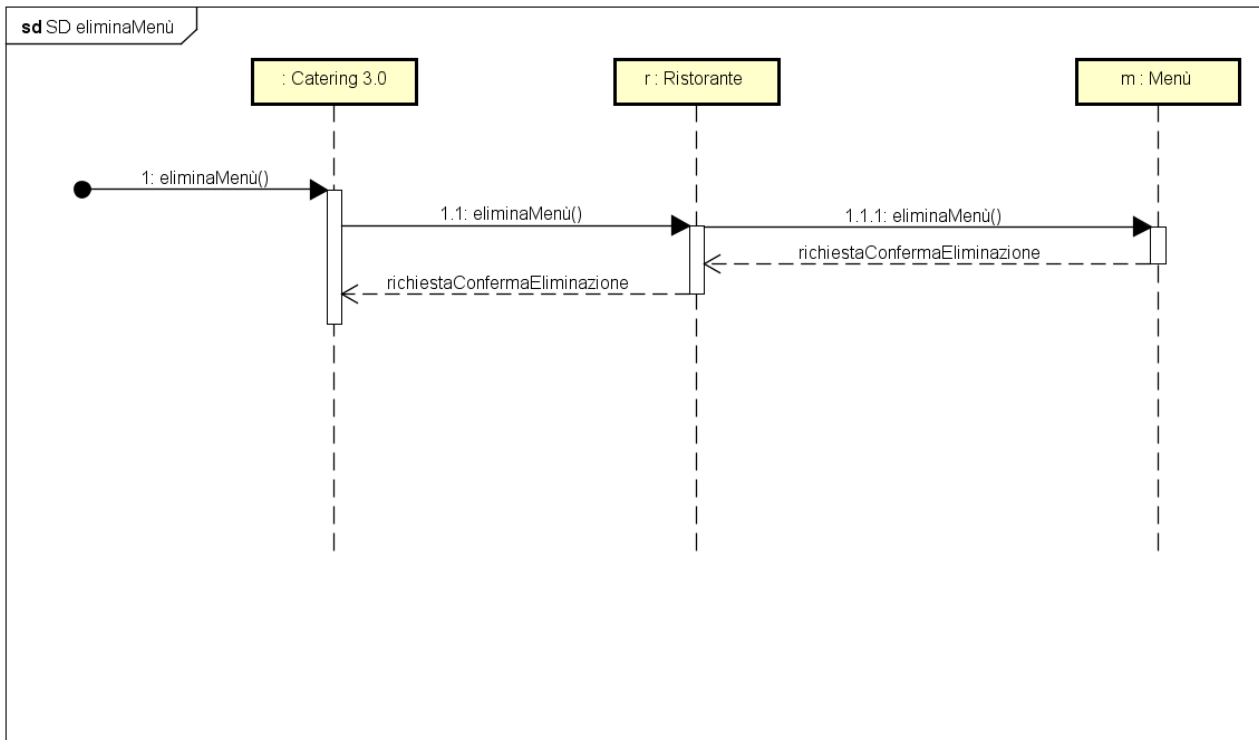 sd SD eliminaMenù
: Catering 3.0
r : Ristorante
m : Menù
1: eliminaMenù()
1.1: eliminaMenù()
1.1.1: eliminaMenù()
richiestaConfermaEliminazione
richiestaConfermaEliminazione